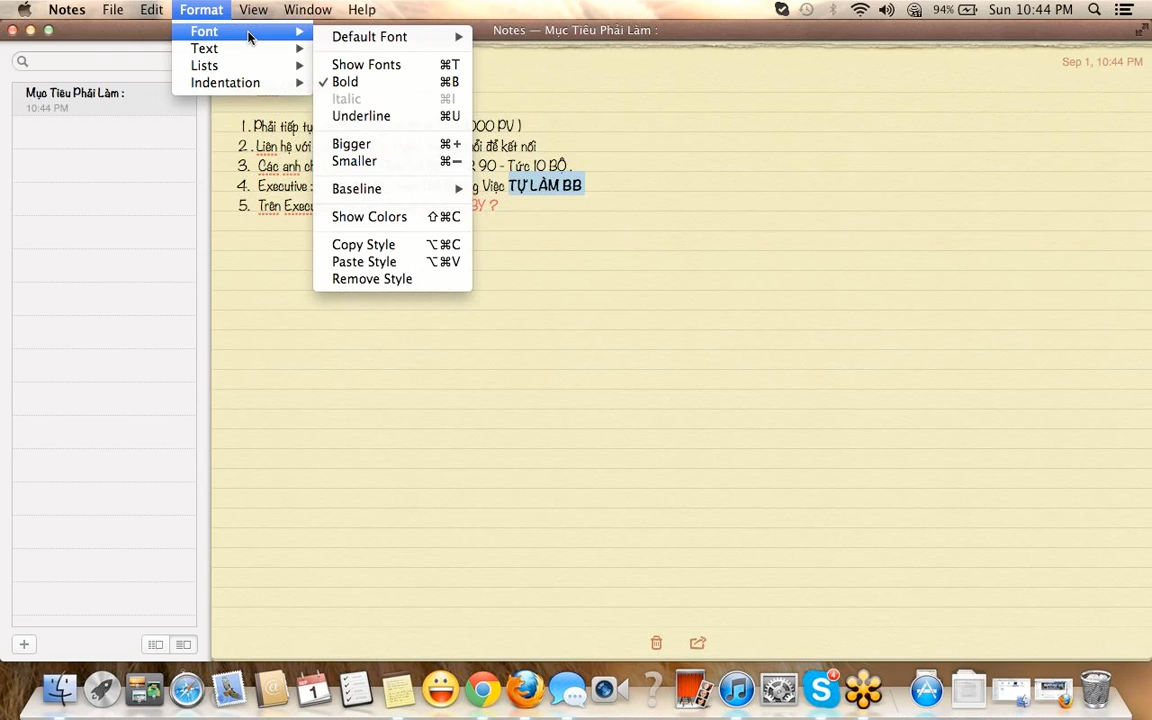 Notes File Edit Format View Window Help 94% Sun 10:44 PM
Notes — Mục Tiêu Phải Làm :
Font
Text
Lists
Indentation
Default Font
Show Fonts ⌘T
✓ Bold ⌘B
Italic ⌘I
Underline ⌘U
Bigger ⌘+
Smaller ⌘−
Baseline
Show Colors ⇧⌘C
Copy Style ⌥⌘C
Paste Style ⌥⌘V
Remove Style
Mục Tiêu Phải Làm :
10:44 PM
Sep 1, 10:44 PM
1. Phải tiếp tụ 000 PV )
2. Liên hệ với để kết nối
3. Các anh 90 - Tức 10 BỘ .
4. Executive : Việc TỰ LÀM BB
5. Trên Execu BY ?
1
4